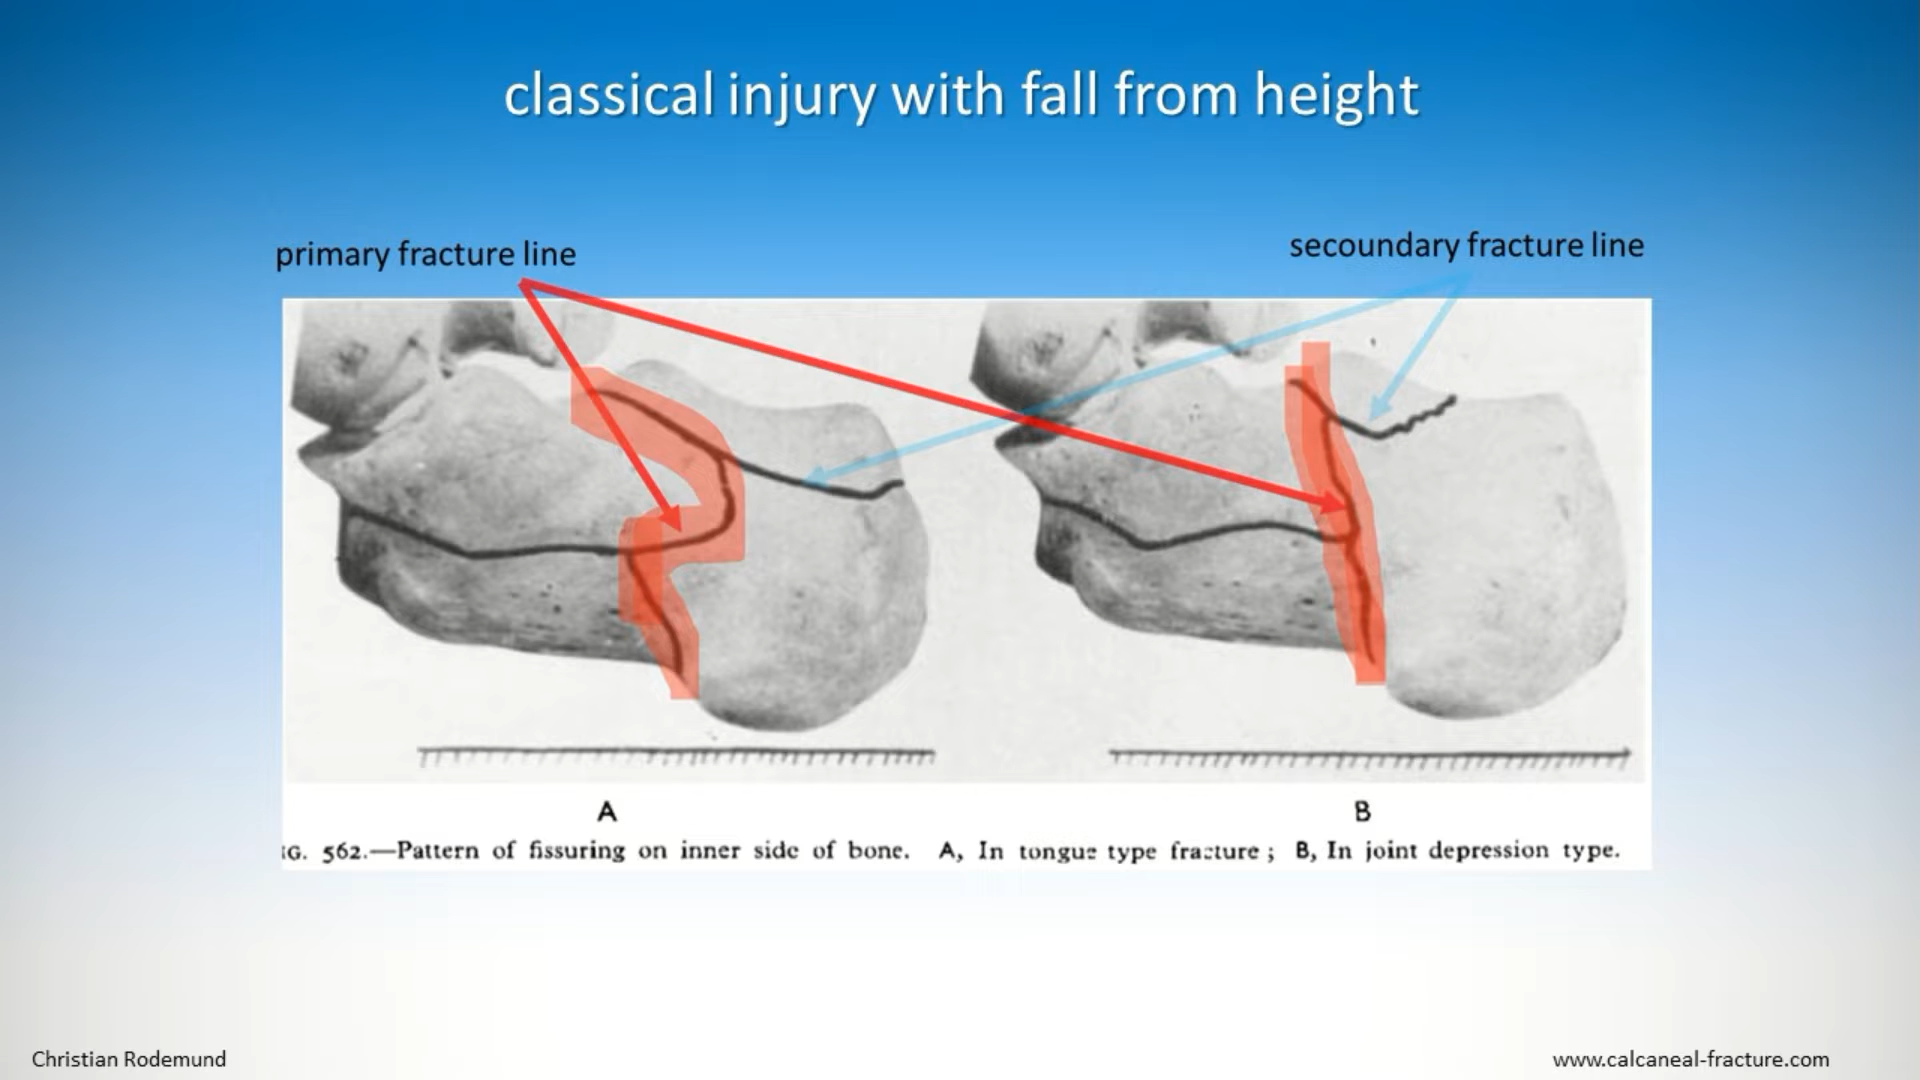 classical injury with fall from height
primary fracture line
secoundary fracture line
A
B
IG. 562.—Pattern of fissuring on inner side of bone. A, In tongue type fracture; B, In joint depression type.
Christian Rodemund
www.calcaneal-fracture.com